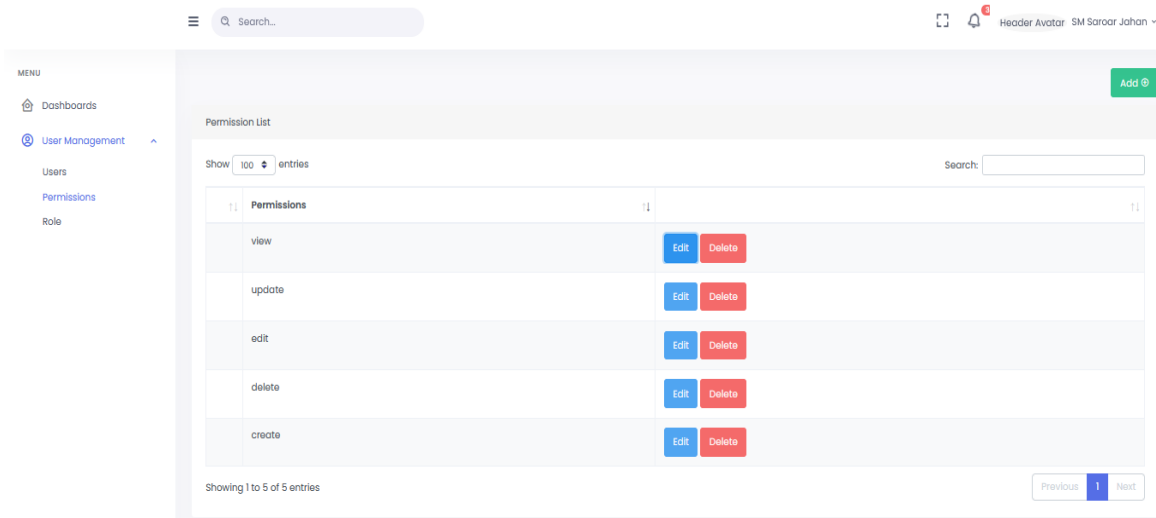 Search...
3
Header Avatar SM Saroar Jahan
MENU
Dashboards
User Management
Users
Permissions
Role
Add
Permission List
Show 100 entries
Search:
Permissions
view Edit Delete
update Edit Delete
edit Edit Delete
delete Edit Delete
create Edit Delete
Showing 1 to 5 of 5 entries
Previous 1 Next